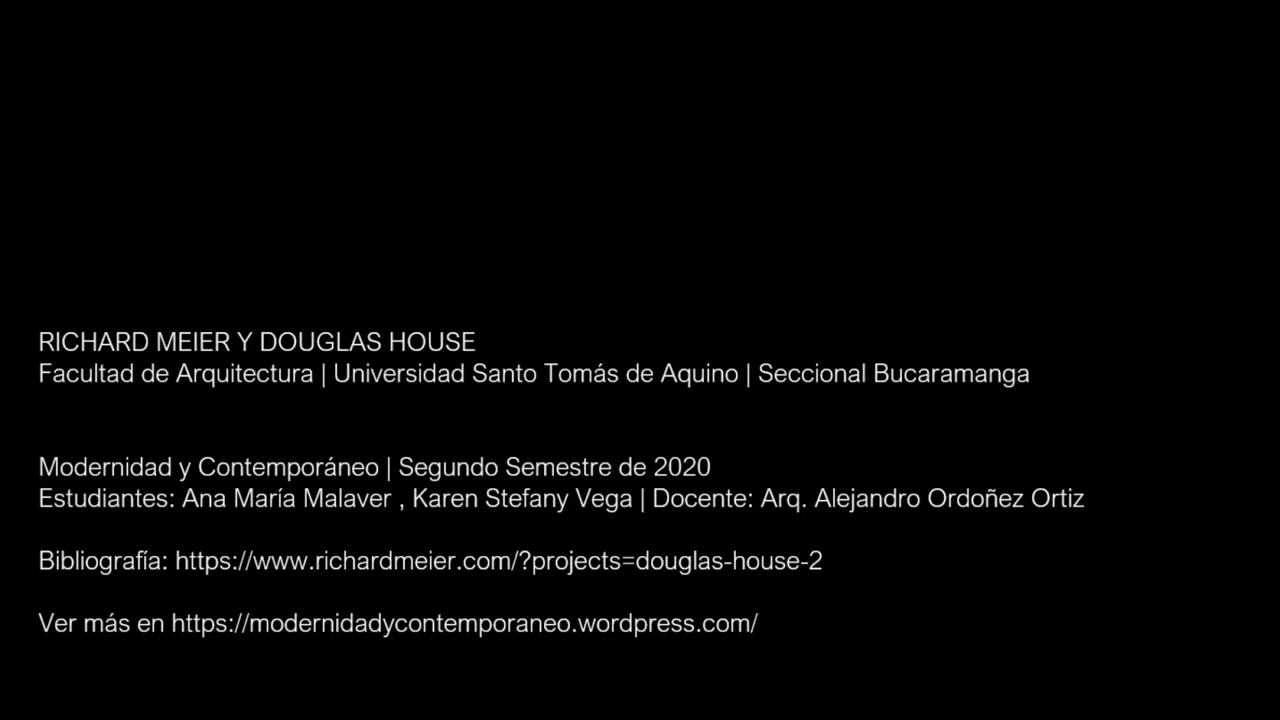 RICHARD MEIER Y DOUGLAS HOUSE
Facultad de Arquitectura | Universidad Santo Tomás de Aquino | Seccional Bucaramanga
Modernidad y Contemporáneo | Segundo Semestre de 2020
Estudiantes: Ana María Malaver , Karen Stefany Vega | Docente: Arq. Alejandro Ordoñez Ortiz
Bibliografía: https://www.richardmeier.com/?projects=douglas-house-2
Ver más en https://modernidadycontemporaneo.wordpress.com/